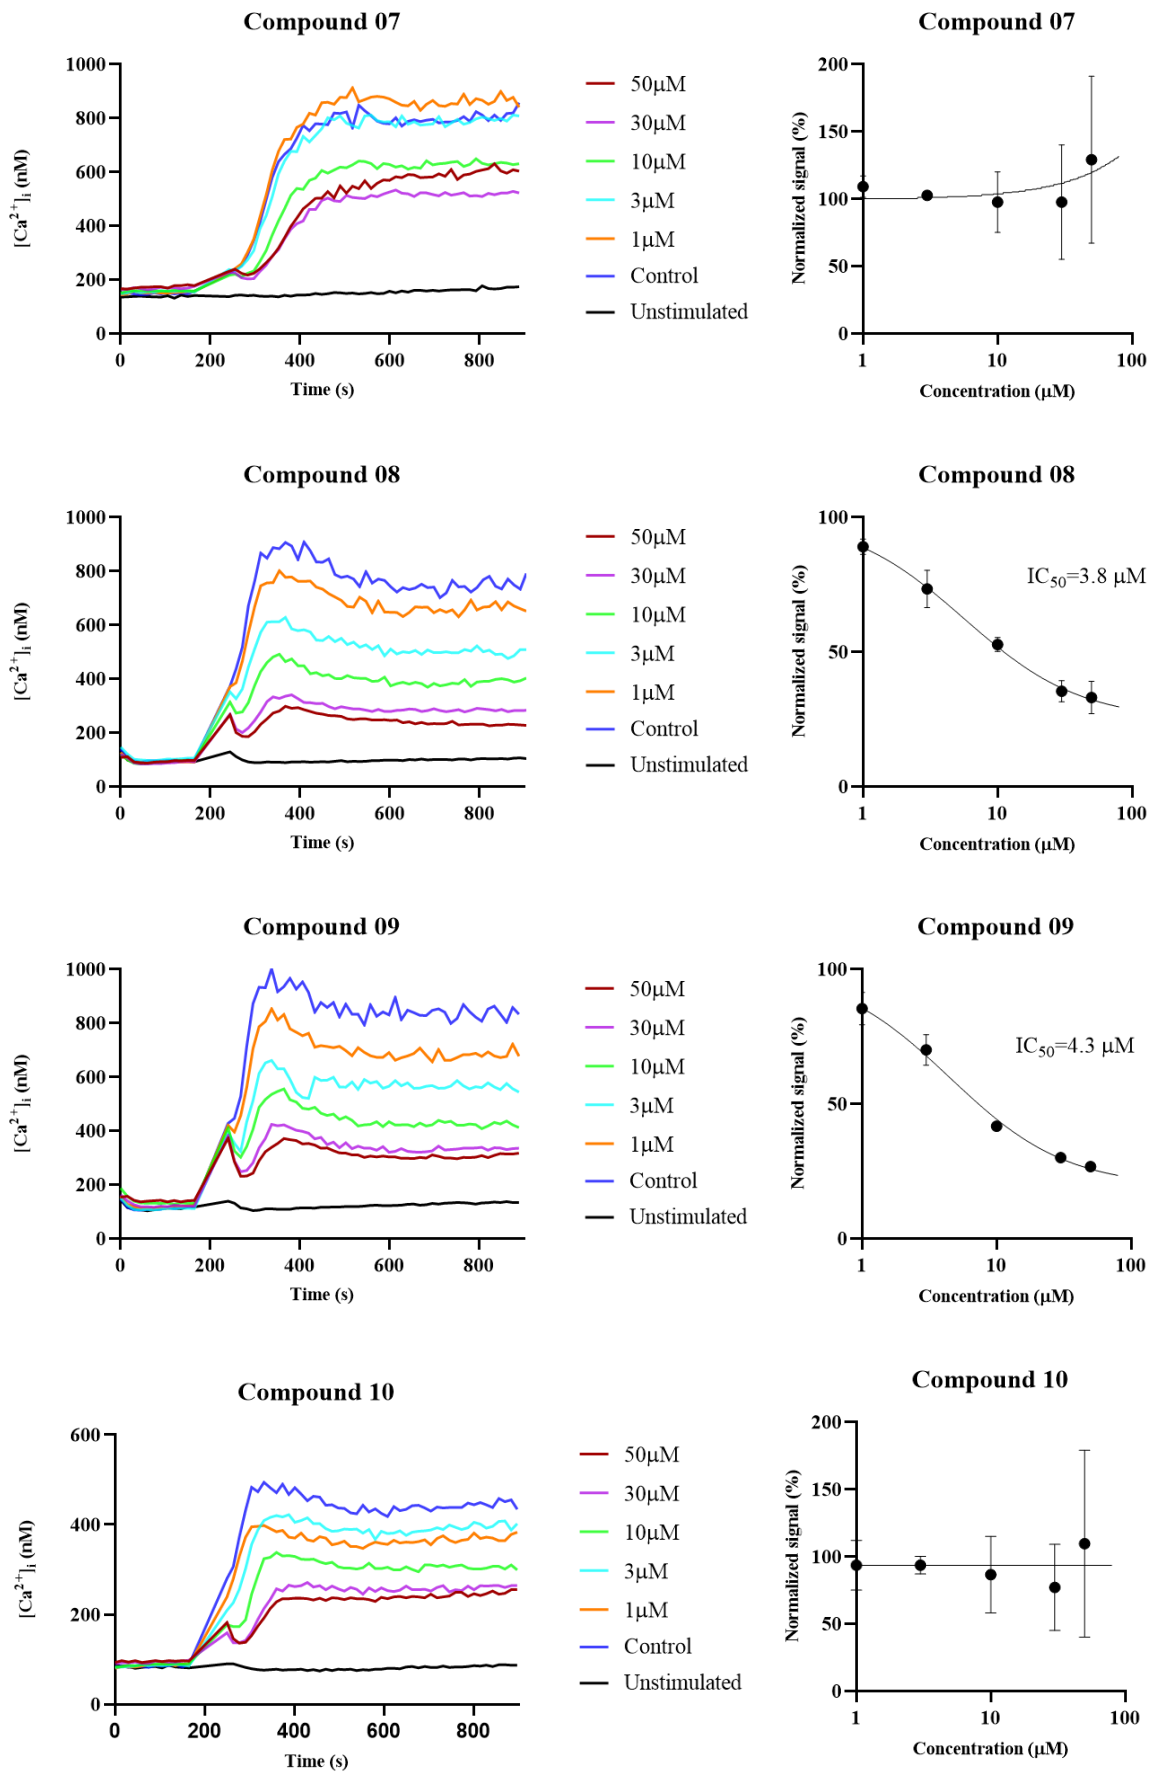 Compound 07
Compound 07
1000
800
600
400
200
0
[Ca²⁺]ᵢ (nM)
0 200 400 600 800
Time (s)
50μM
30μM
10μM
3μM
1μM
Control
Unstimulated
200
150
100
50
0
Normalized signal (%)
1 10 100
Concentration (μM)
Compound 08
Compound 08
1000
800
600
400
200
0
[Ca²⁺]ᵢ (nM)
0 200 400 600 800
Time (s)
50μM
30μM
10μM
3μM
1μM
Control
Unstimulated
100
50
0
Normalized signal (%)
IC₅₀=3.8 μM
1 10 100
Concentration (μM)
Compound 09
Compound 09
1000
800
600
400
200
0
[Ca²⁺]ᵢ (nM)
0 200 400 600 800
Time (s)
50μM
30μM
10μM
3μM
1μM
Control
Unstimulated
100
50
0
Normalized signal (%)
IC₅₀=4.3 μM
1 10 100
Concentration (μM)
Compound 10
Compound 10
600
400
200
0
[Ca²⁺]ᵢ (nM)
0 200 400 600 800
Time (s)
50μM
30μM
10μM
3μM
1μM
Control
Unstimulated
200
150
100
50
0
Normalized signal (%)
1 10 100
Concentration (μM)